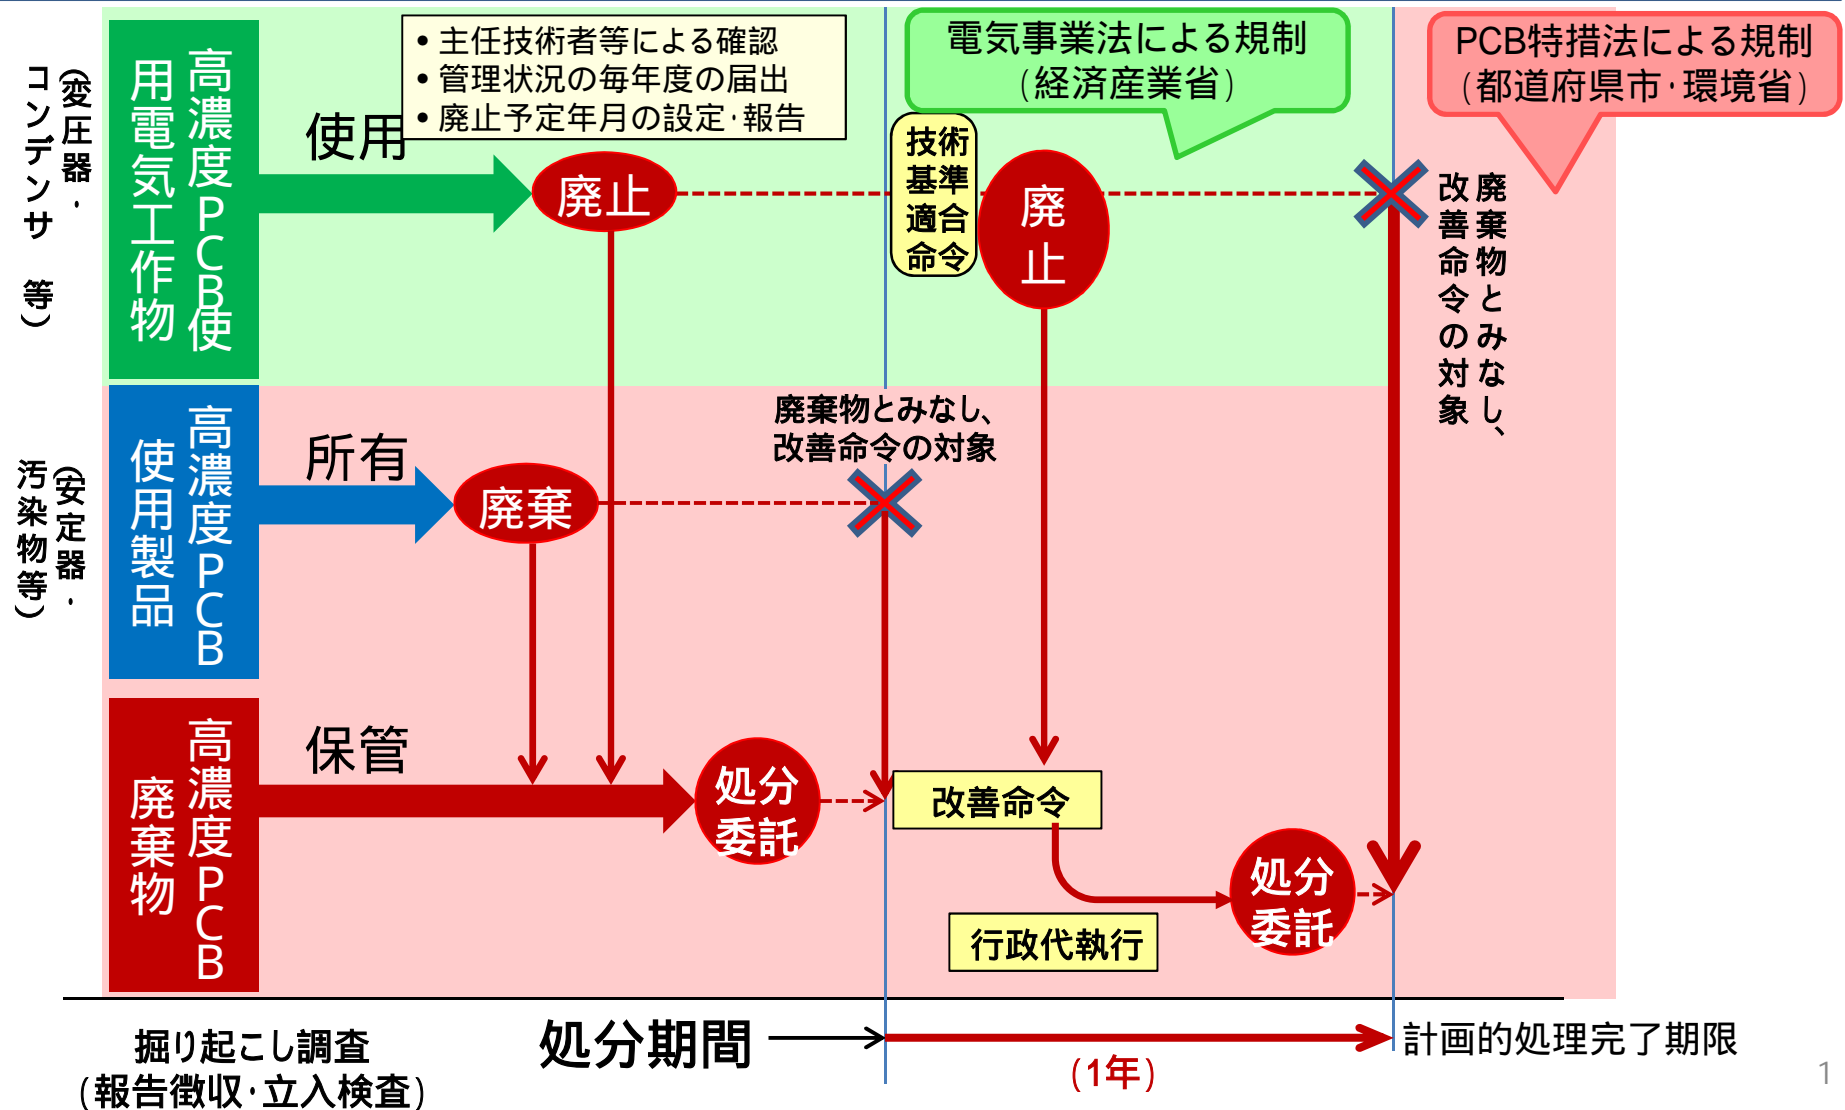 • 主任技術者等による確認
• 管理状況の毎年度の届出
• 廃止予定年月の設定･報告
電気事業法による規制
(経済産業省)
PCB特措法による規制
(都道府県市･環境省)
(変圧器・
コンデンサ 等)
高濃度PCB使
用電気工作物
使用
廃止
技術
基準
適合
命令
廃
止
廃棄物とみなし、
改善命令の対象
(安定器・
汚染物等)
高濃度PCB
使用製品
所有
廃棄
廃棄物とみなし、
改善命令の対象
高濃度PCB
廃棄物
保管
処分
委託
改善命令
処分
委託
行政代執行
掘り起こし調査
(報告徴収･立入検査)
処分期間
(1年)
計画的処理完了期限
1